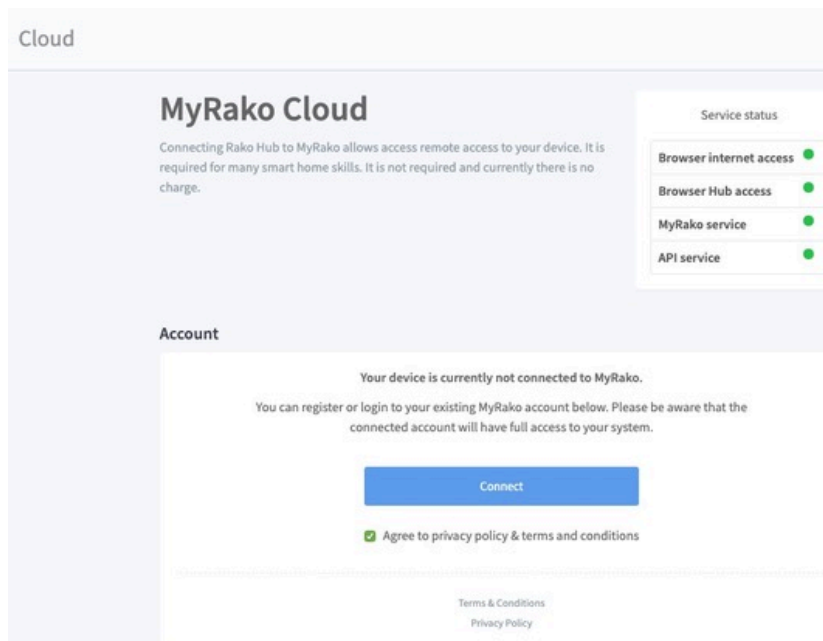 Cloud
MyRako Cloud
Connecting Rako Hub to MyRako allows access remote access to your device. It is
required for many smart home skills. It is not required and currently there is no
charge.
Service status
Browser internet access
Browser Hub access
MyRako service
API service
Account
Your device is currently not connected to MyRako.
You can register or login to your existing MyRako account below. Please be aware that the
connected account will have full access to your system.
Connect
Agree to privacy policy & terms and conditions
Terms & Conditions
Privacy Policy